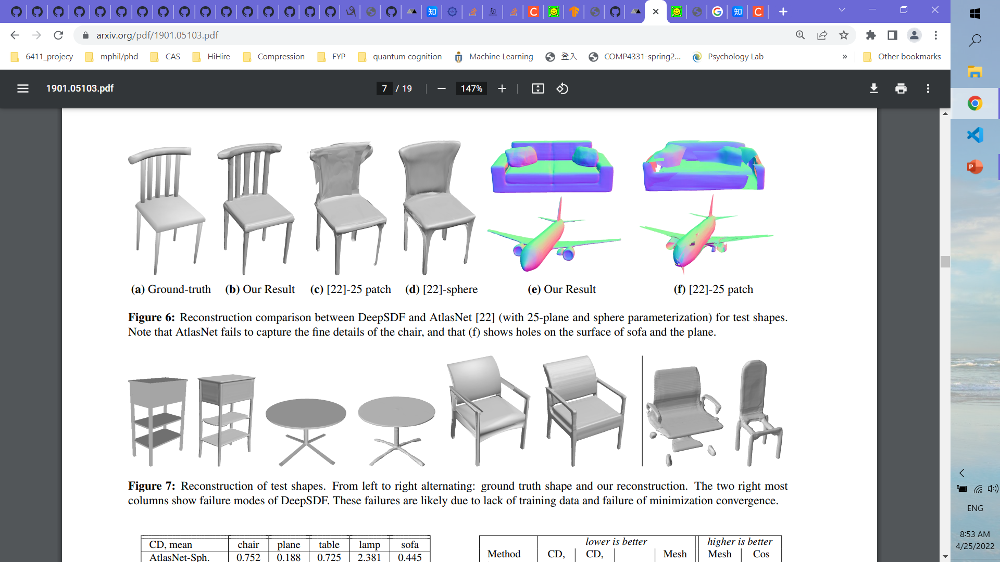 arxiv.org/pdf/1901.05103.pdf
6411_projecy
mphil/phd
CAS
HiHire
Compression
FYP
quantum cognition
Machine Learning
登入
COMP4331-spring2...
Psychology Lab
»
Other bookmarks
1901.05103.pdf
7 / 19
147%
(a) Ground-truth
(b) Our Result
(c) [22]-25 patch
(d) [22]-sphere
(e) Our Result
(f) [22]-25 patch
Figure 6: Reconstruction comparison between DeepSDF and AtlasNet [22] (with 25-plane and sphere parameterization) for test shapes.
Note that AtlasNet fails to capture the fine details of the chair, and that (f) shows holes on the surface of sofa and the plane.
Figure 7: Reconstruction of test shapes. From left to right alternating: ground truth shape and our reconstruction. The two right most
columns show failure modes of DeepSDF. These failures are likely due to lack of training data and failure of minimization convergence.
CD, mean chair plane table lamp sofa
AtlasNet-Sph. 0.752 0.188 0.725 2.381 0.445
lower is better higher is better
Method CD, CD, Mesh Mesh Cos
ENG
8:53 AM
4/25/2022